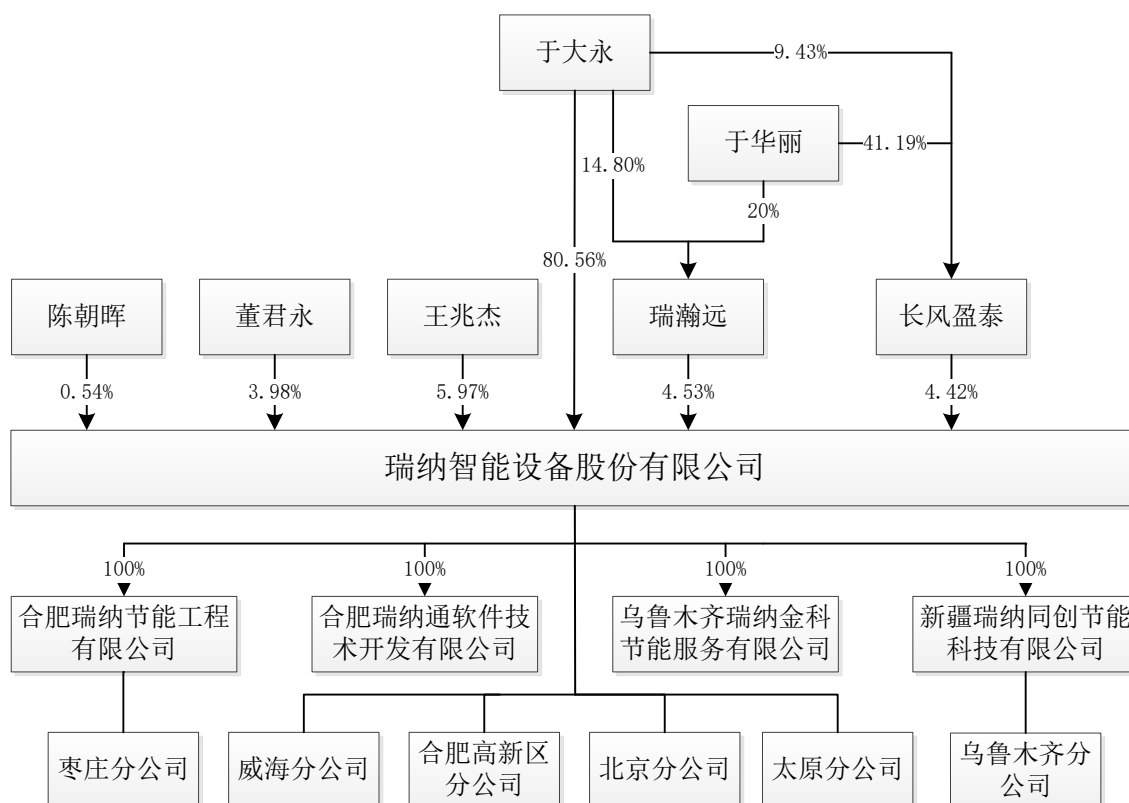 于大永
9.43%
于华丽
41.19%
14.80%
20%
80.56%
陈朝晖
董君永
王兆杰
瑞瀚远
长风盈泰
0.54%
3.98%
5.97%
4.53%
4.42%
瑞纳智能设备股份有限公司
100%
100%
100%
100%
合肥瑞纳节能工程
有限公司
合肥瑞纳通软件技
术开发有限公司
乌鲁木齐瑞纳金科
节能服务有限公司
新疆瑞纳同创节能
科技有限公司
枣庄分公司
威海分公司
合肥高新区
分公司
北京分公司
太原分公司
乌鲁木齐分
公司